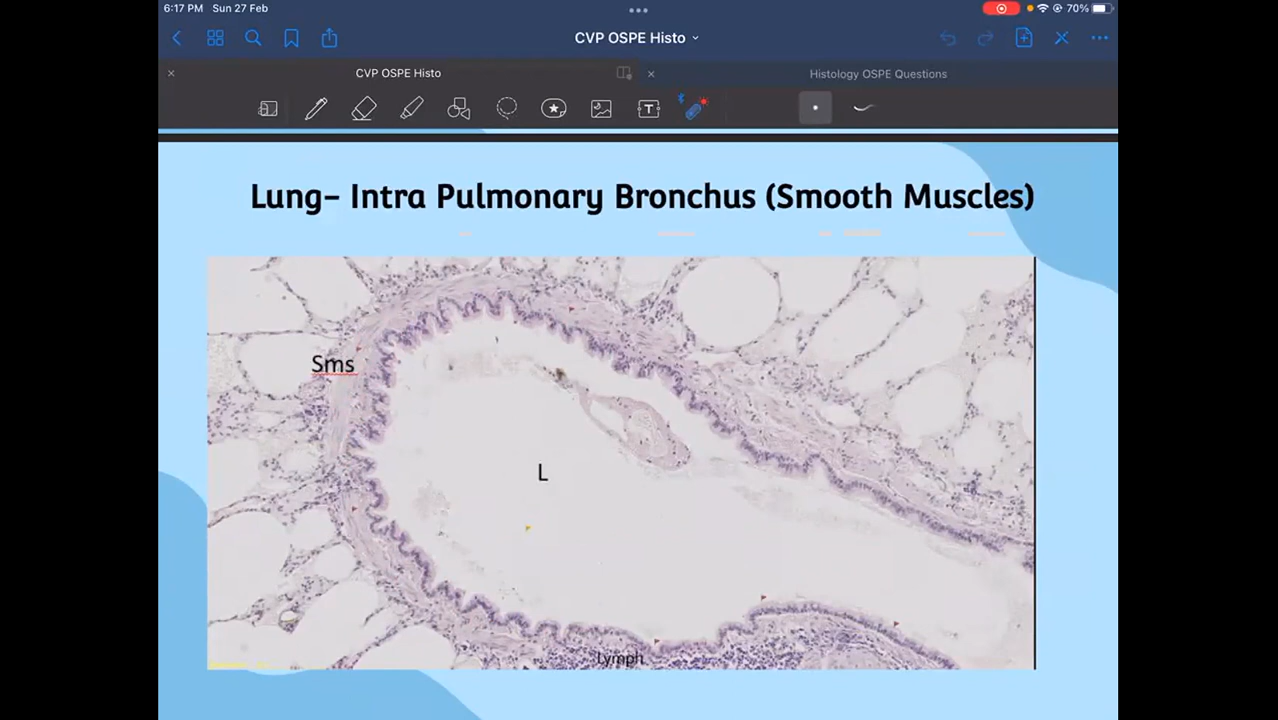 6:17 PM Sun 27 Feb
70%
CVP OSPE Histo
CVP OSPE Histo
Histology OSPE Questions
Lung- Intra Pulmonary Bronchus (Smooth Muscles)
Sms
L
Lymph